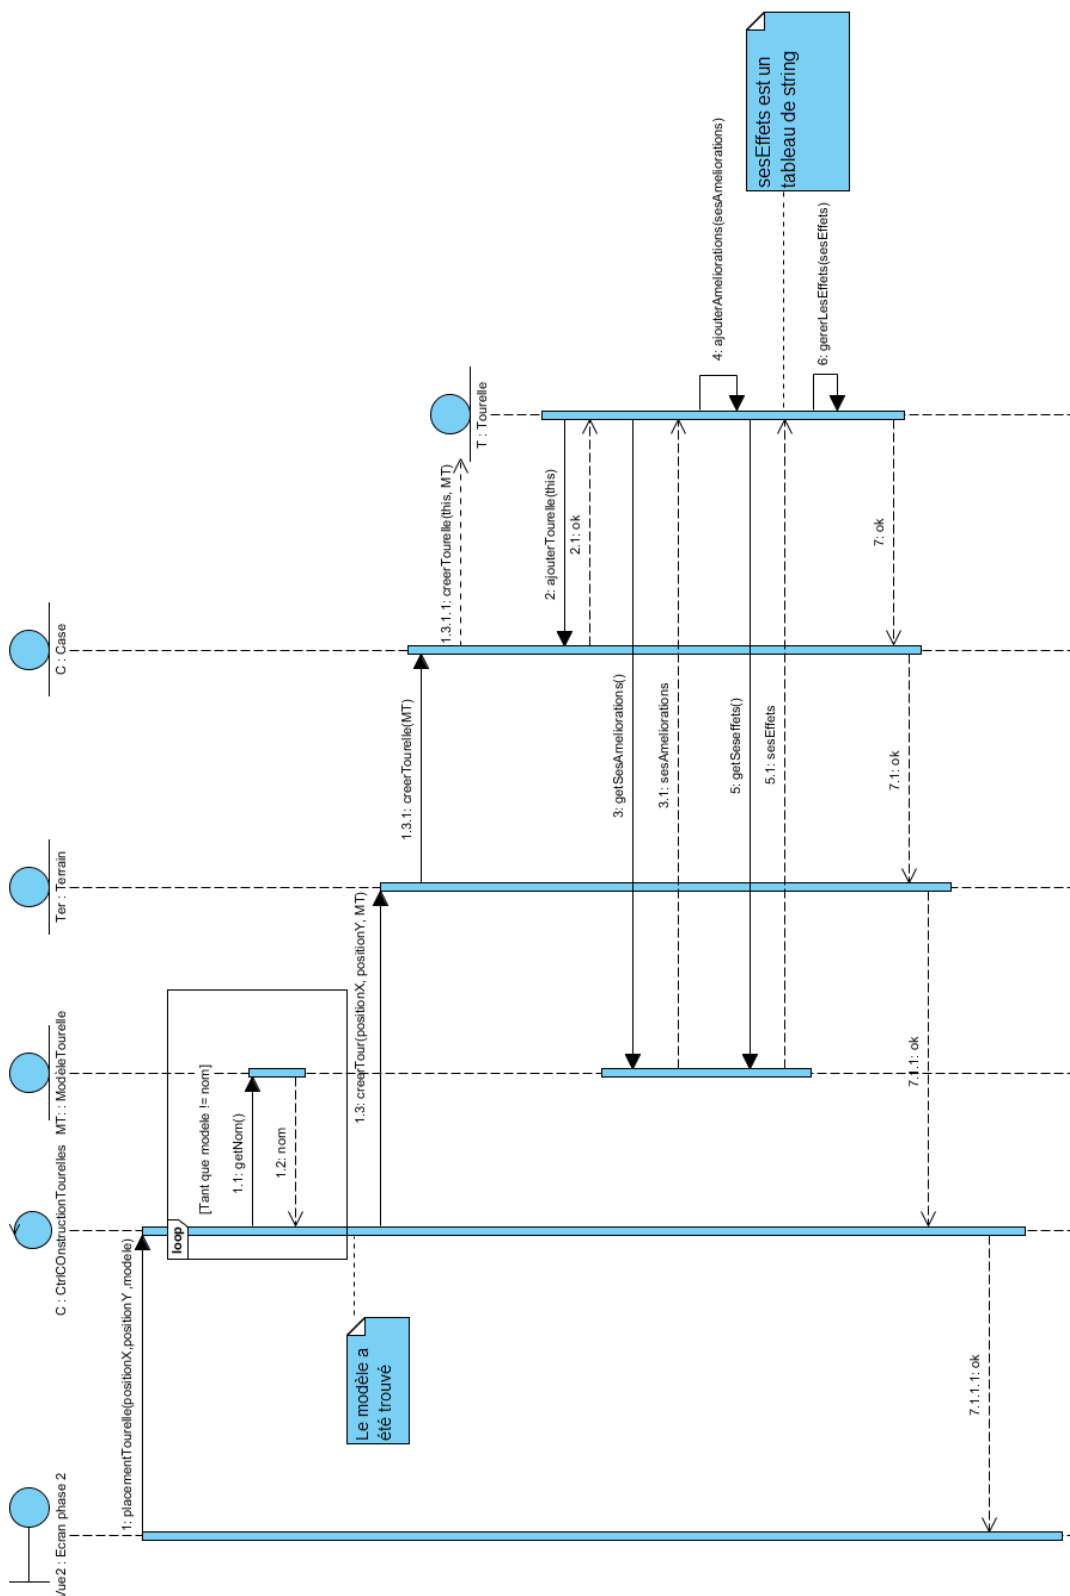 Vue2 : Ecran phase 2
C : CtrlCOnstructionTourelles
MT: : ModèleTourelle
Ter : Terrain
C : Case
T : Tourelle
1: placementTourelle(positionX,positionY ,modele)
loop
[Tant que modele != nom]
1.1: getNom()
1.2: nom
Le modèle a
été trouvé
1.3: creerTour(positionX, positionY, MT)
1.3.1: creerTourelle(MT)
1.3.1.1: creerTourelle(this, MT)
2: ajouterTourelle(this)
2.1: ok
3: getSesAmeliorations()
3.1: sesAmeliorations
4: ajouterAmeliorations(sesAmeliorations)
5: getSeseffets()
5.1: sesEffets
sesEffets est un
tableau de string
6: gererLesEffets(sesEffets)
7: ok
7.1: ok
7.1.1: ok
7.1.1.1: ok